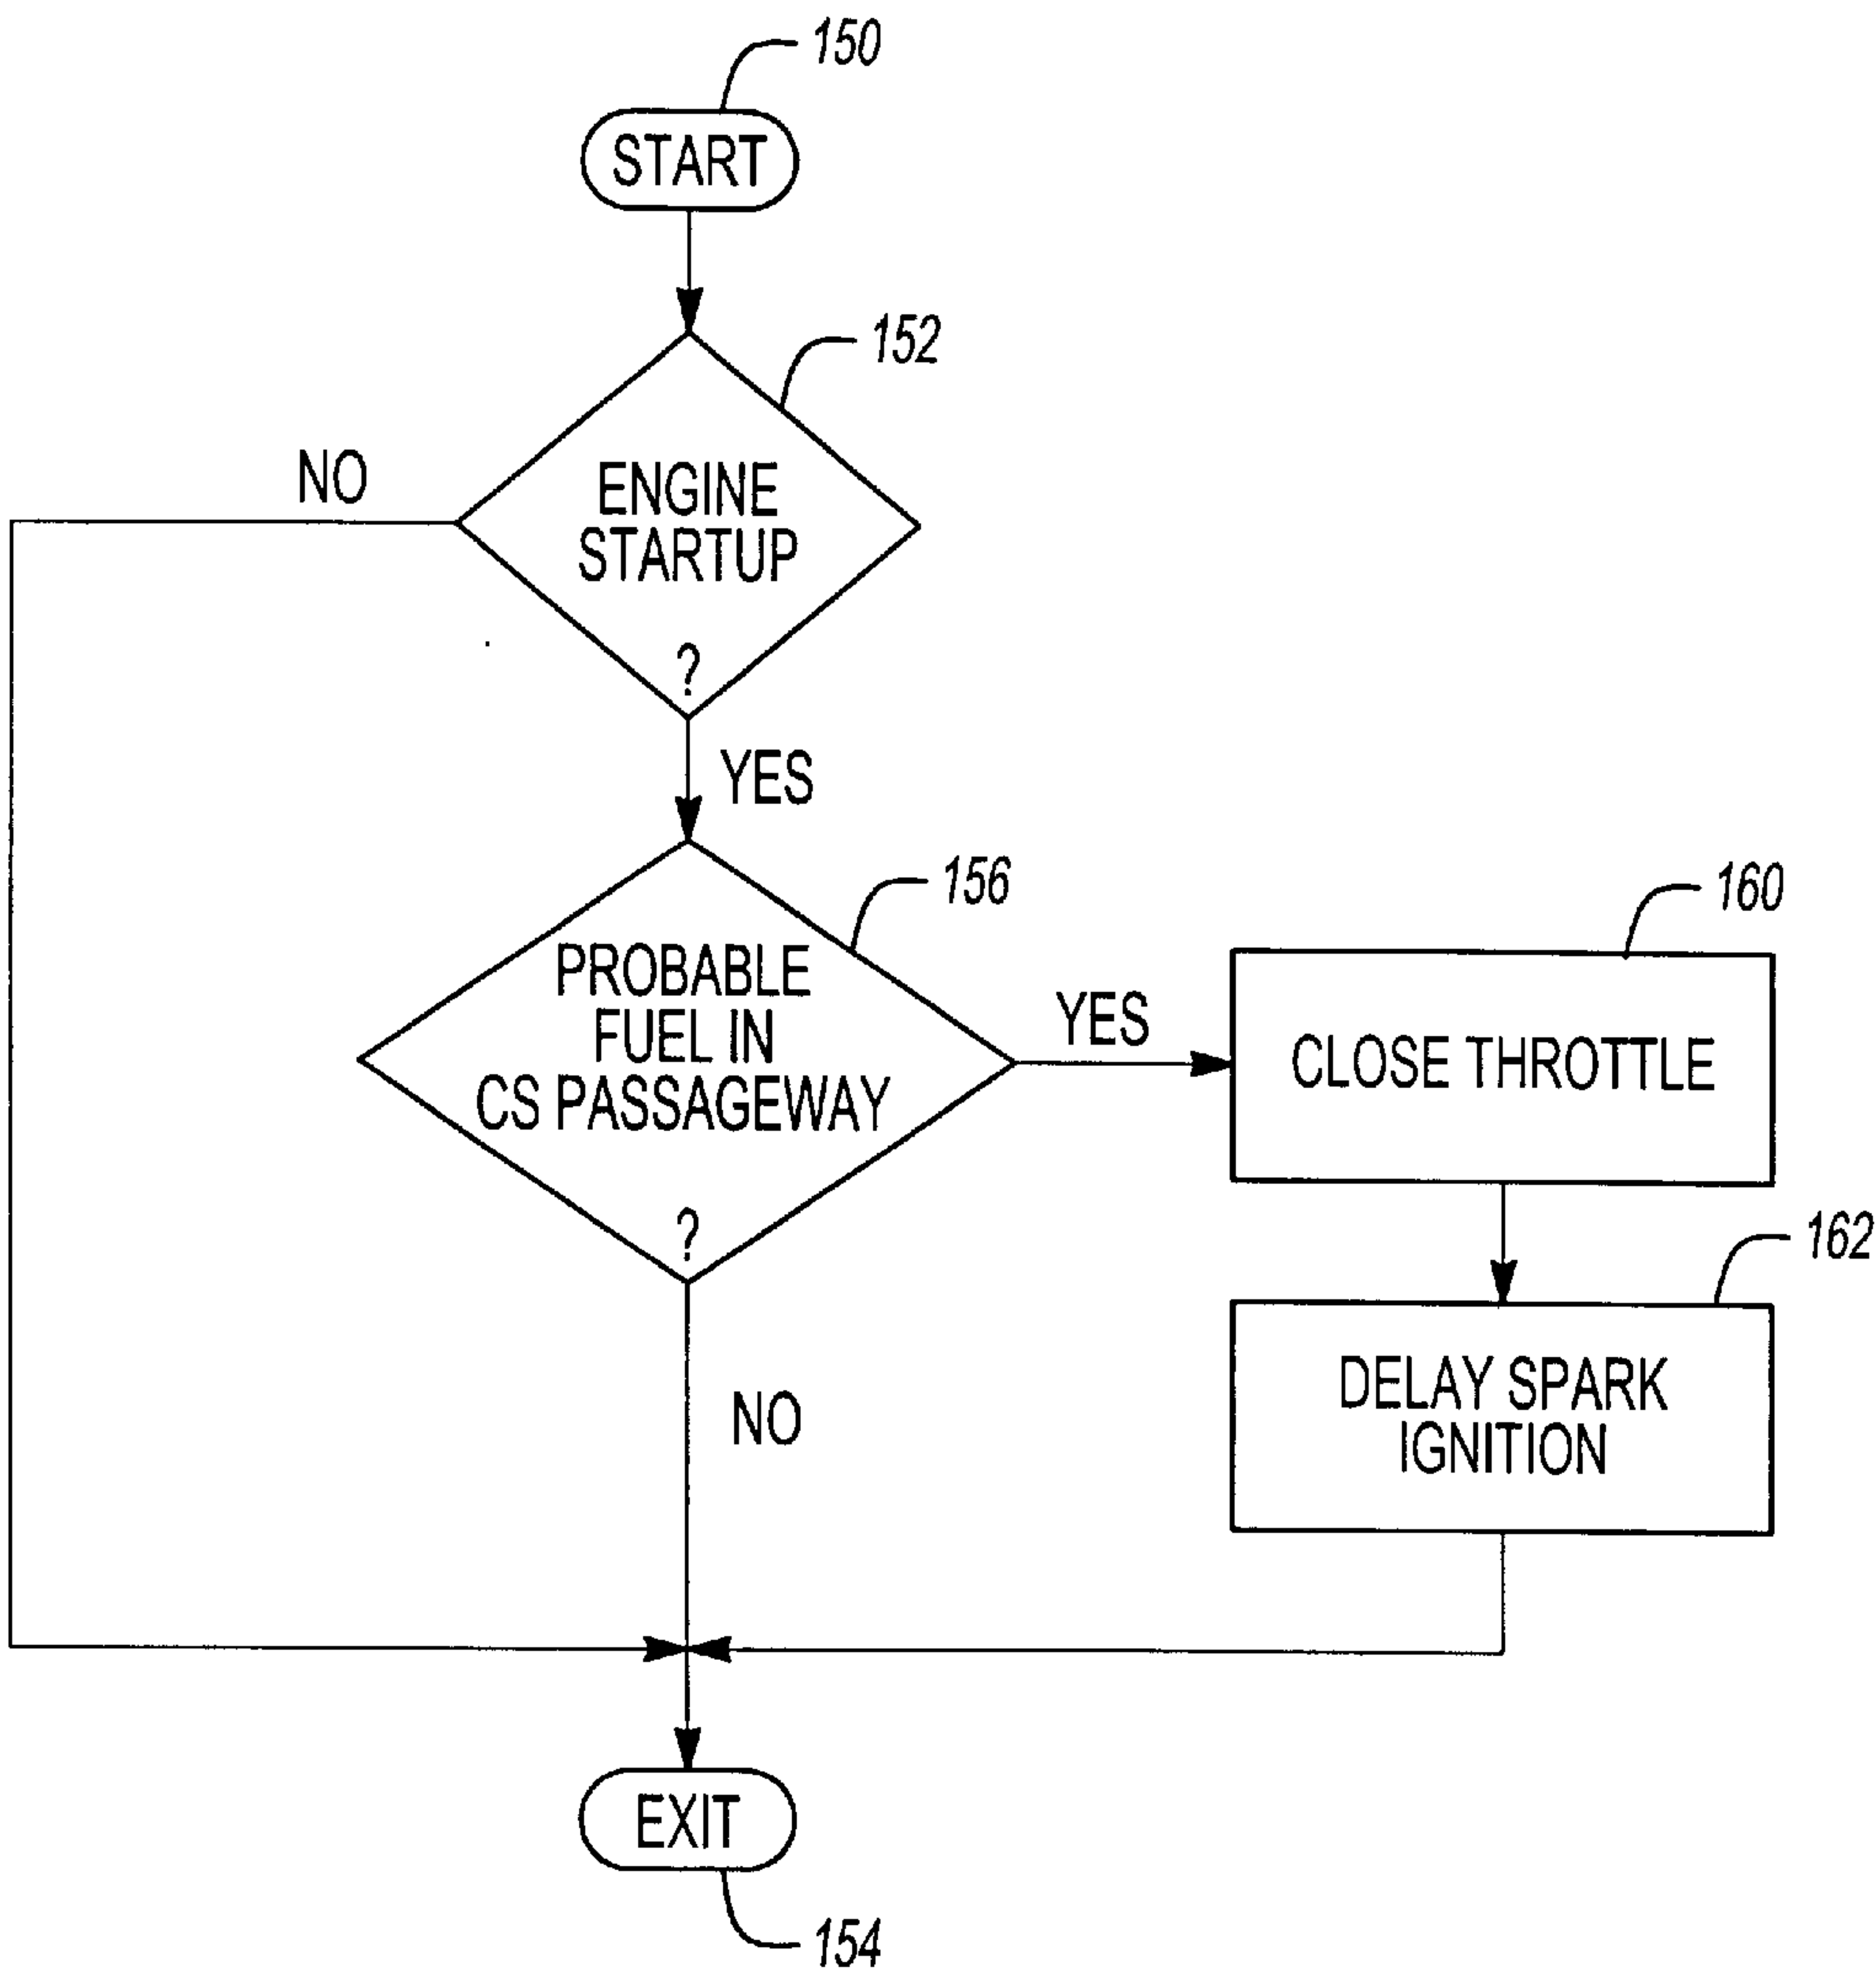 150
START
152
NO
ENGINE
STARTUP
?
YES
156
PROBABLE
FUEL IN
CS PASSAGEWAY
?
YES
160
CLOSE THROTTLE
162
DELAY SPARK
IGNITION
NO
EXIT
154